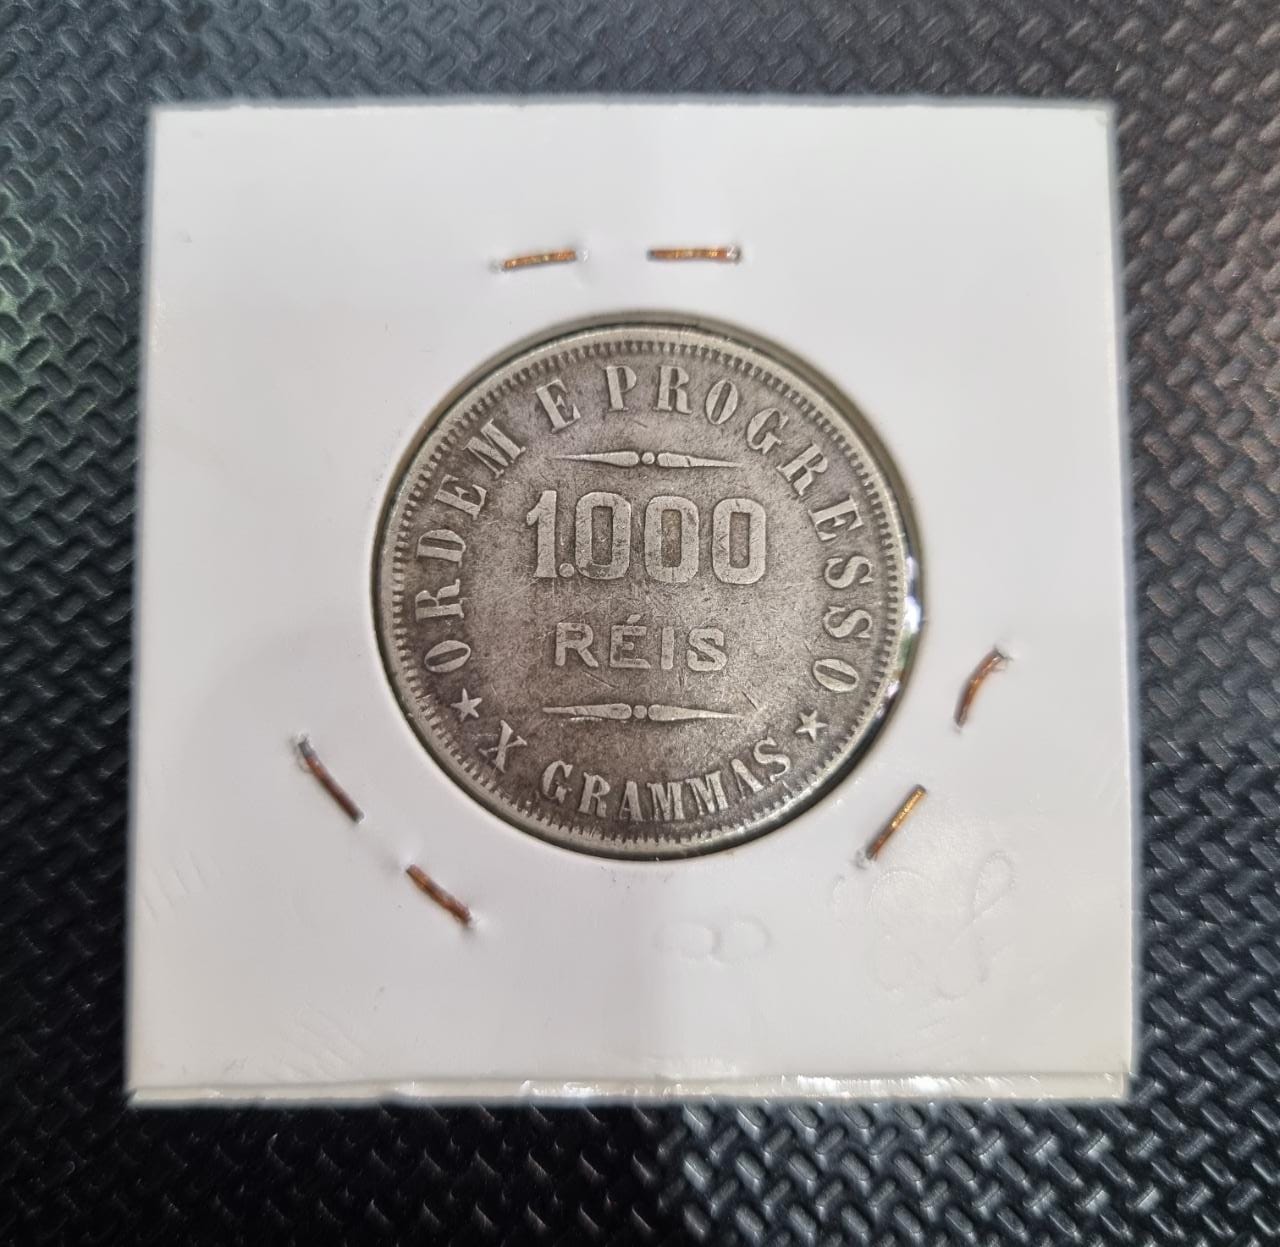 ORDEM E PROGRESSO
1.000
RÉIS
★ X GRAMMAS ★